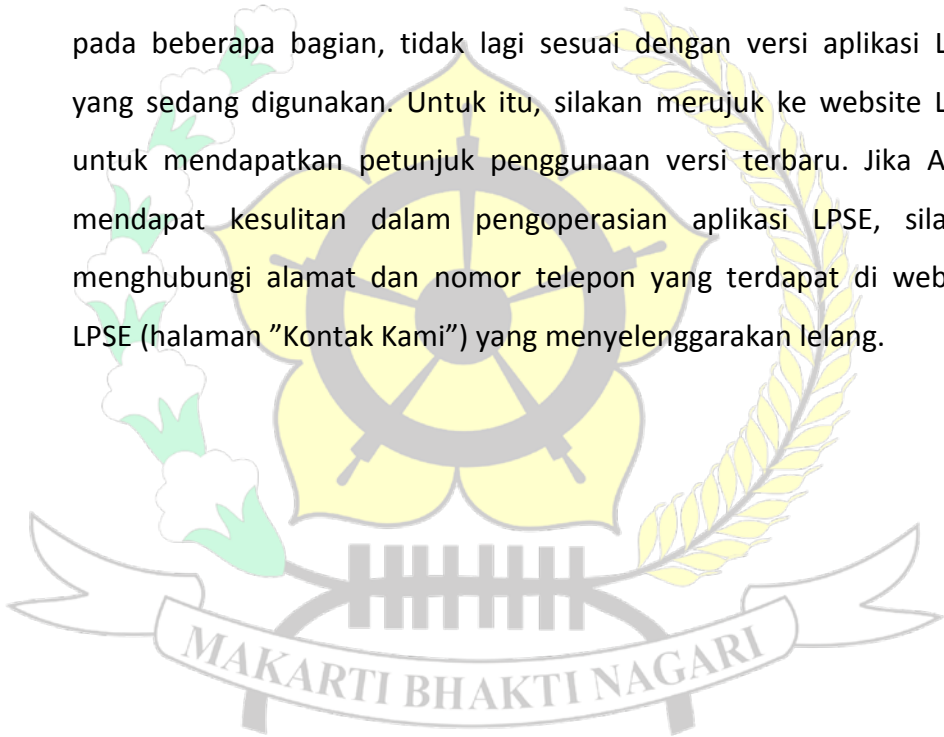 pada beberapa bagian, tidak lagi sesuai dengan versi aplikasi L
yang sedang digunakan. Untuk itu, silakan merujuk ke website L
untuk mendapatkan petunjuk penggunaan versi terbaru. Jika A
mendapat kesulitan dalam pengoperasian aplikasi LPSE, sila
menghubungi alamat dan nomor telepon yang terdapat di web
LPSE (halaman ”Kontak Kami”) yang menyelenggarakan lelang.
MAKARTI BHAKTI NAGARI